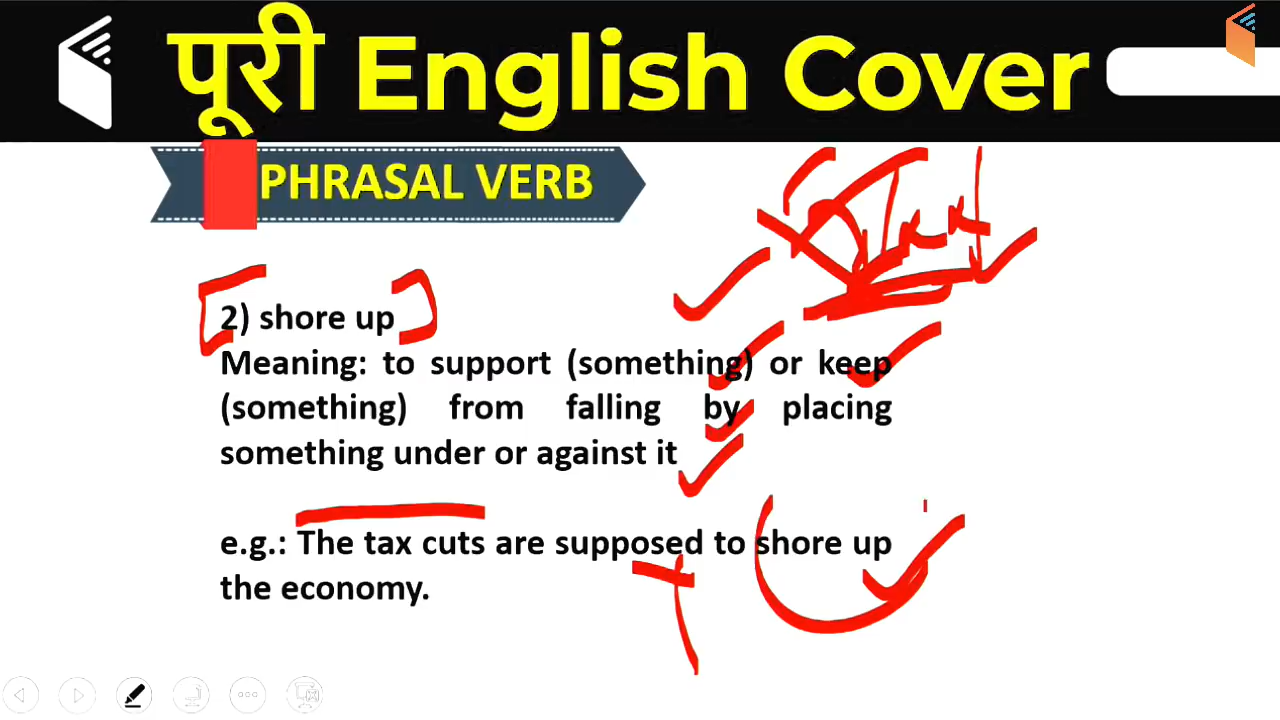 पूरी English Cover
PHRASAL VERB
2) shore up
Meaning: to support (something) or keep
(something) from falling by placing
something under or against it
e.g.: The tax cuts are supposed to shore up
the economy.